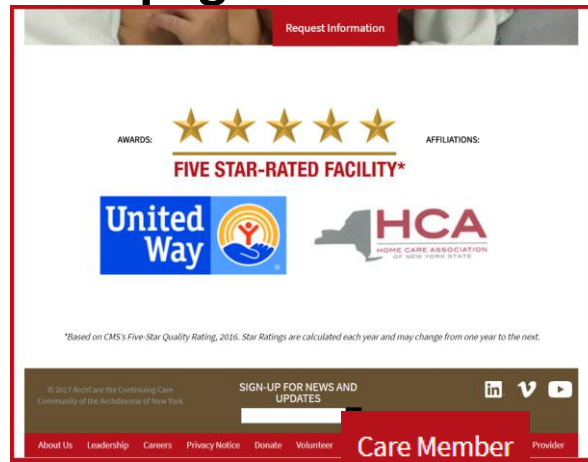 pg
Request Information
AWARDS:
FIVE STAR-RATED FACILITY*
AFFILIATIONS:
United
Way
HCA
HOME CARE ASSOCIATION
OF NEW YORK STATE
*Based on CMS's Five-Star Quality Rating, 2016. Star Ratings are calculated each year and may change from one year to the next.
© 2017 ArchCare the Continuing Care
Community of the Archdiocese of New York
SIGN-UP FOR NEWS AND
UPDATES
in
About Us Leadership Careers Privacy Notice Donate Volunteer Care Member Provider